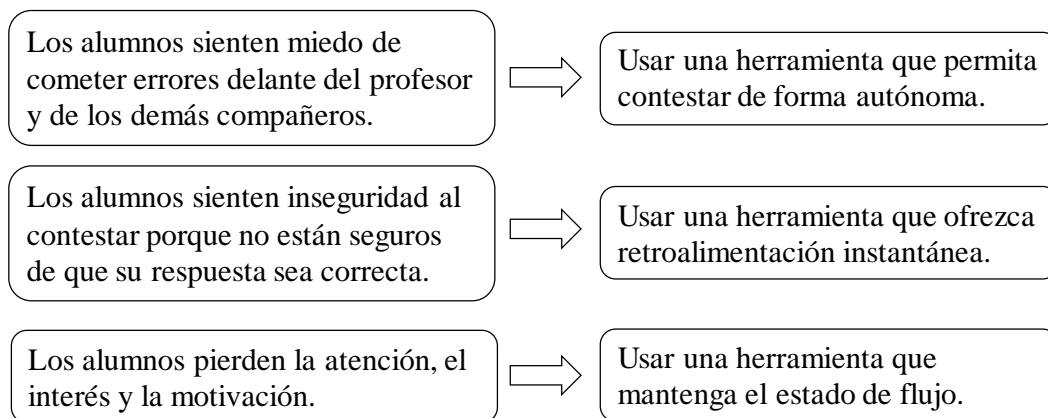 Los alumnos sienten miedo de
cometer errores delante del profesor
y de los demás compañeros.
Usar una herramienta que permita
contestar de forma autónoma.
Los alumnos sienten inseguridad al
contestar porque no están seguros
de que su respuesta sea correcta.
Usar una herramienta que ofrezca
retroalimentación instantánea.
Los alumnos pierden la atención, el
interés y la motivación.
Usar una herramienta que
mantenga el estado de flujo.